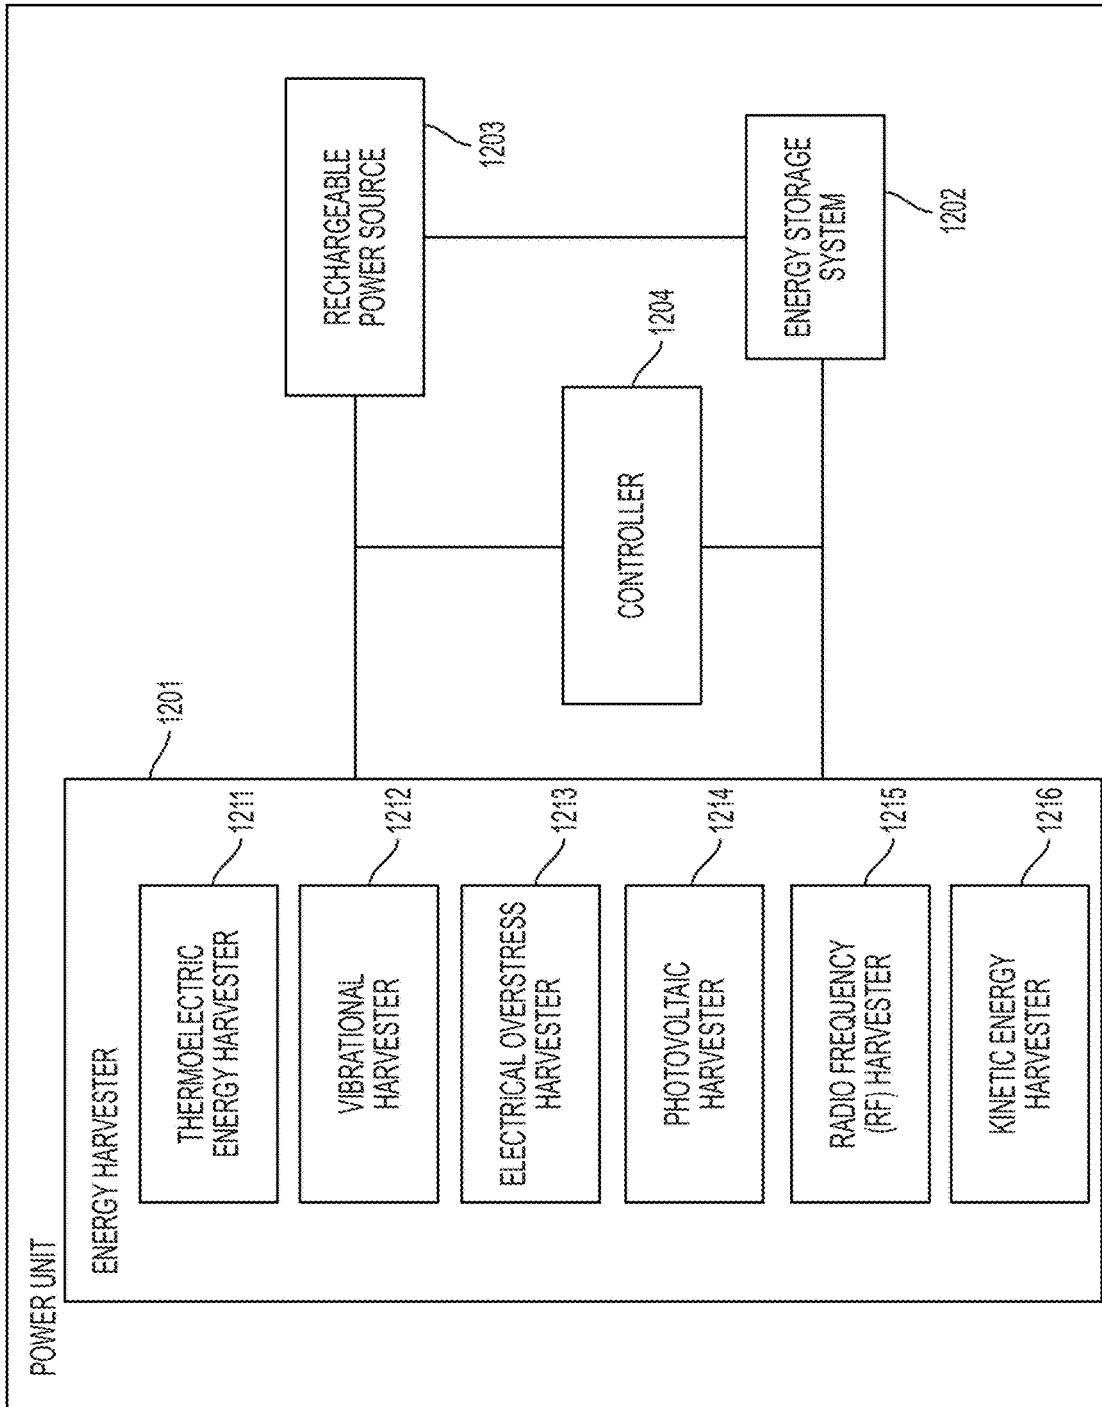 POWER UNIT
ENERGY HARVESTER
1201
THERMOELECTRIC
ENERGY HARVESTER
1211
VIBRATIONAL
HARVESTER
1212
ELECTRICAL OVERSTRESS
HARVESTER
1213
PHOTOVOLTAIC
HARVESTER
1214
RADIO FREQUENCY
(RF) HARVESTER
1215
KINETIC ENERGY
HARVESTER
1216
CONTROLLER
1204
RECHARGEABLE
POWER SOURCE
1203
ENERGY STORAGE
SYSTEM
1202